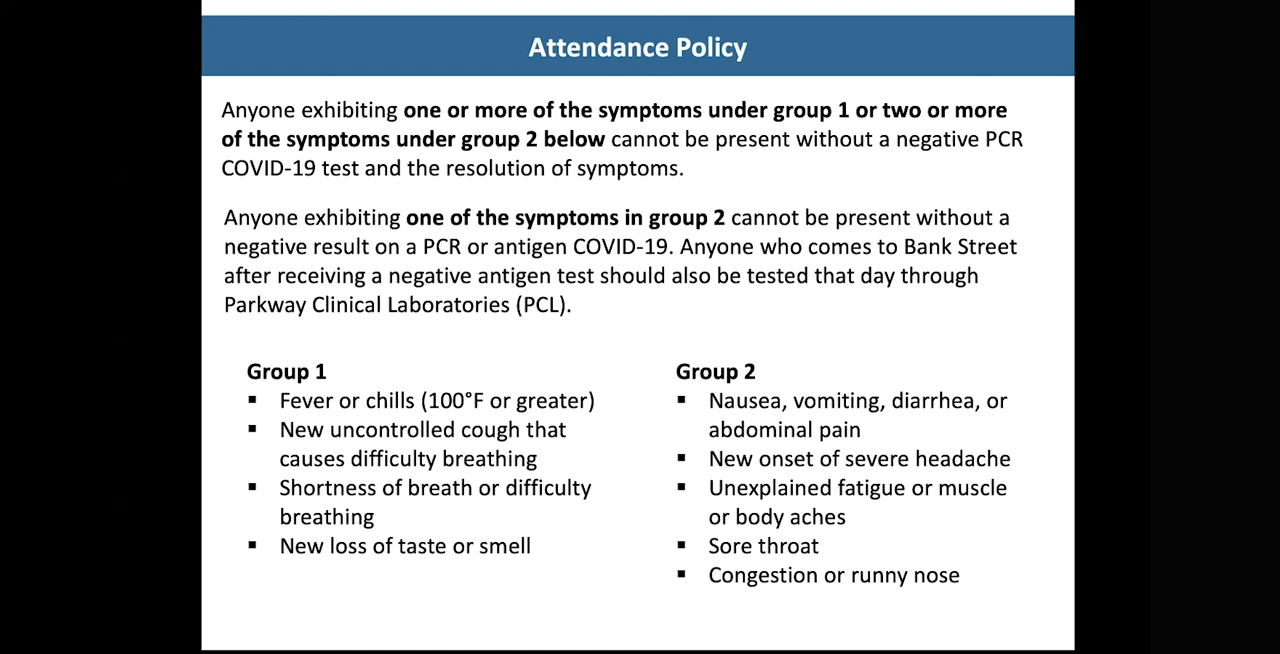 Attendance Policy
Anyone exhibiting one or more of the symptoms under group 1 or two or more
of the symptoms under group 2 below cannot be present without a negative PCR
COVID-19 test and the resolution of symptoms.
Anyone exhibiting one of the symptoms in group 2 cannot be present without a
negative result on a PCR or antigen COVID-19. Anyone who comes to Bank Street
after receiving a negative antigen test should also be tested that day through
Parkway Clinical Laboratories (PCL).
Group 1
▪ Fever or chills (100°F or greater)
▪ New uncontrolled cough that
causes difficulty breathing
▪ Shortness of breath or difficulty
breathing
▪ New loss of taste or smell
Group 2
▪ Nausea, vomiting, diarrhea, or
abdominal pain
▪ New onset of severe headache
▪ Unexplained fatigue or muscle
or body aches
▪ Sore throat
▪ Congestion or runny nose